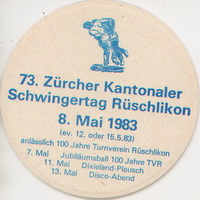 73. Zürcher Kantonaler
Schwingertag Rüschlikon
8. Mai 1983
(ev. 12. oder 15.5.83)
anlässlich 100 Jahre Turnverein Rüschlikon
7. Mai Jubiläumsball 100 Jahre TVR
11. Mai Dixieland-Plausch
13. Mai Disco-Abend